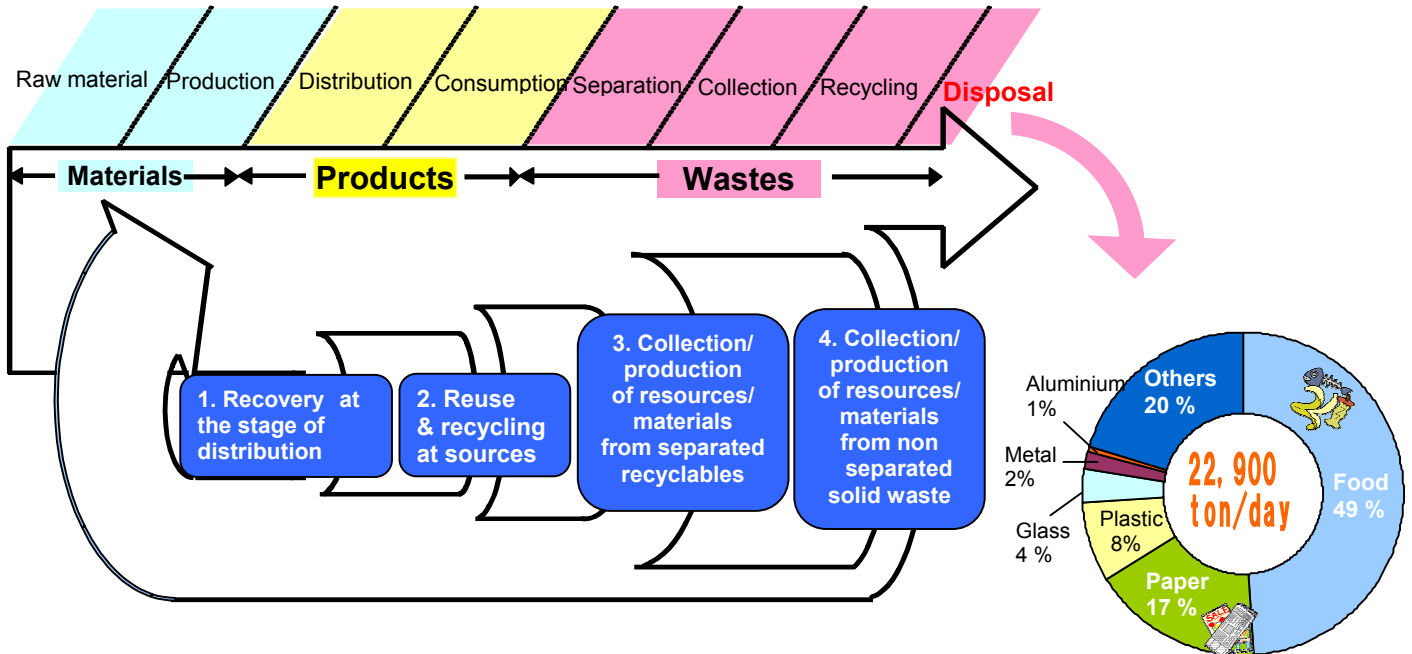 Raw material
Production
Distribution
Consumption
Separation
Collection
Recycling
Disposal
Materials
Products
Wastes
1. Recovery at
the stage of
distribution
2. Reuse
& recycling
at sources
3. Collection/
production
of resources/
materials
from separated
recyclables
4. Collection/
production
of resources/
materials
from non
separated
solid waste
Aluminium
1%
Others
20 %
Metal
2%
22,900
ton/day
Food
49 %
Glass
4 %
Plastic
8%
Paper
17 %
SALE